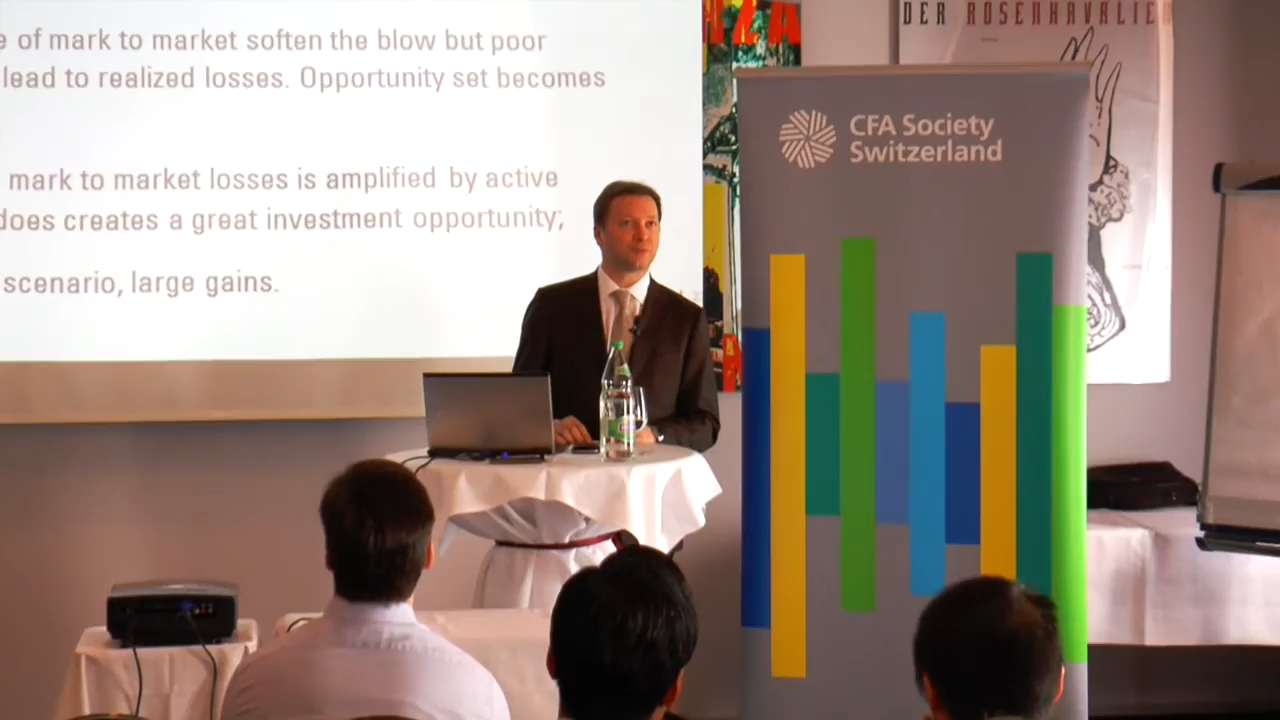 e of mark to market soften the blow but poor
lead to realized losses. Opportunity set becomes
mark to market losses is amplified by active
does creates a great investment opportunity;
scenario, large gains.
CFA Society
Switzerland
DER ROSENKAVALIER